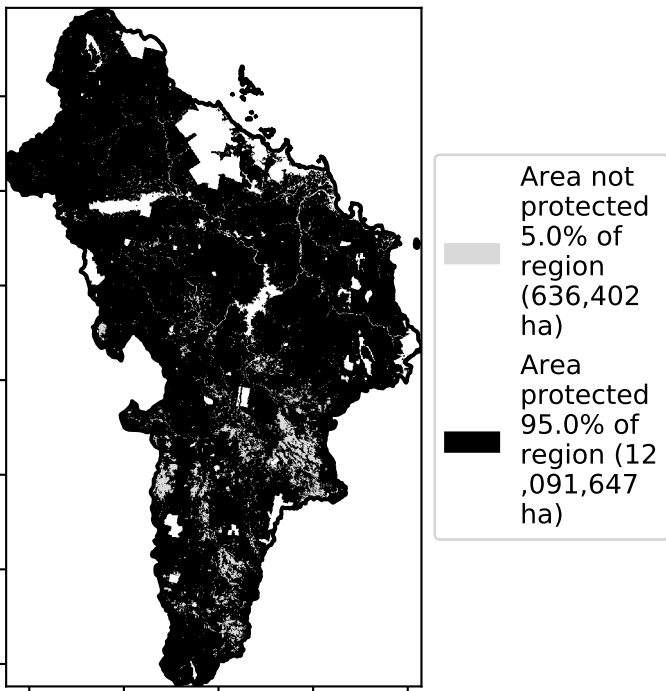 Area not
protected
5.0% of
region
(636,402
ha)
Area
protected
95.0% of
region (12
,091,647
ha)